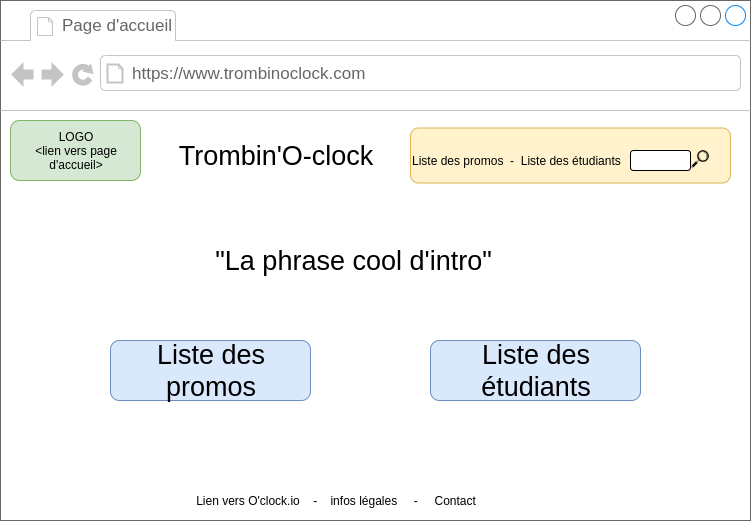 Page d'accueil
https://www.trombinoclock.com
LOGO
<lien vers page
d'accueil>
Trombin'O-clock
Liste des promos - Liste des étudiants
"La phrase cool d'intro"
Liste des
promos
Liste des
étudiants
Lien vers O'clock.io - infos légales - Contact